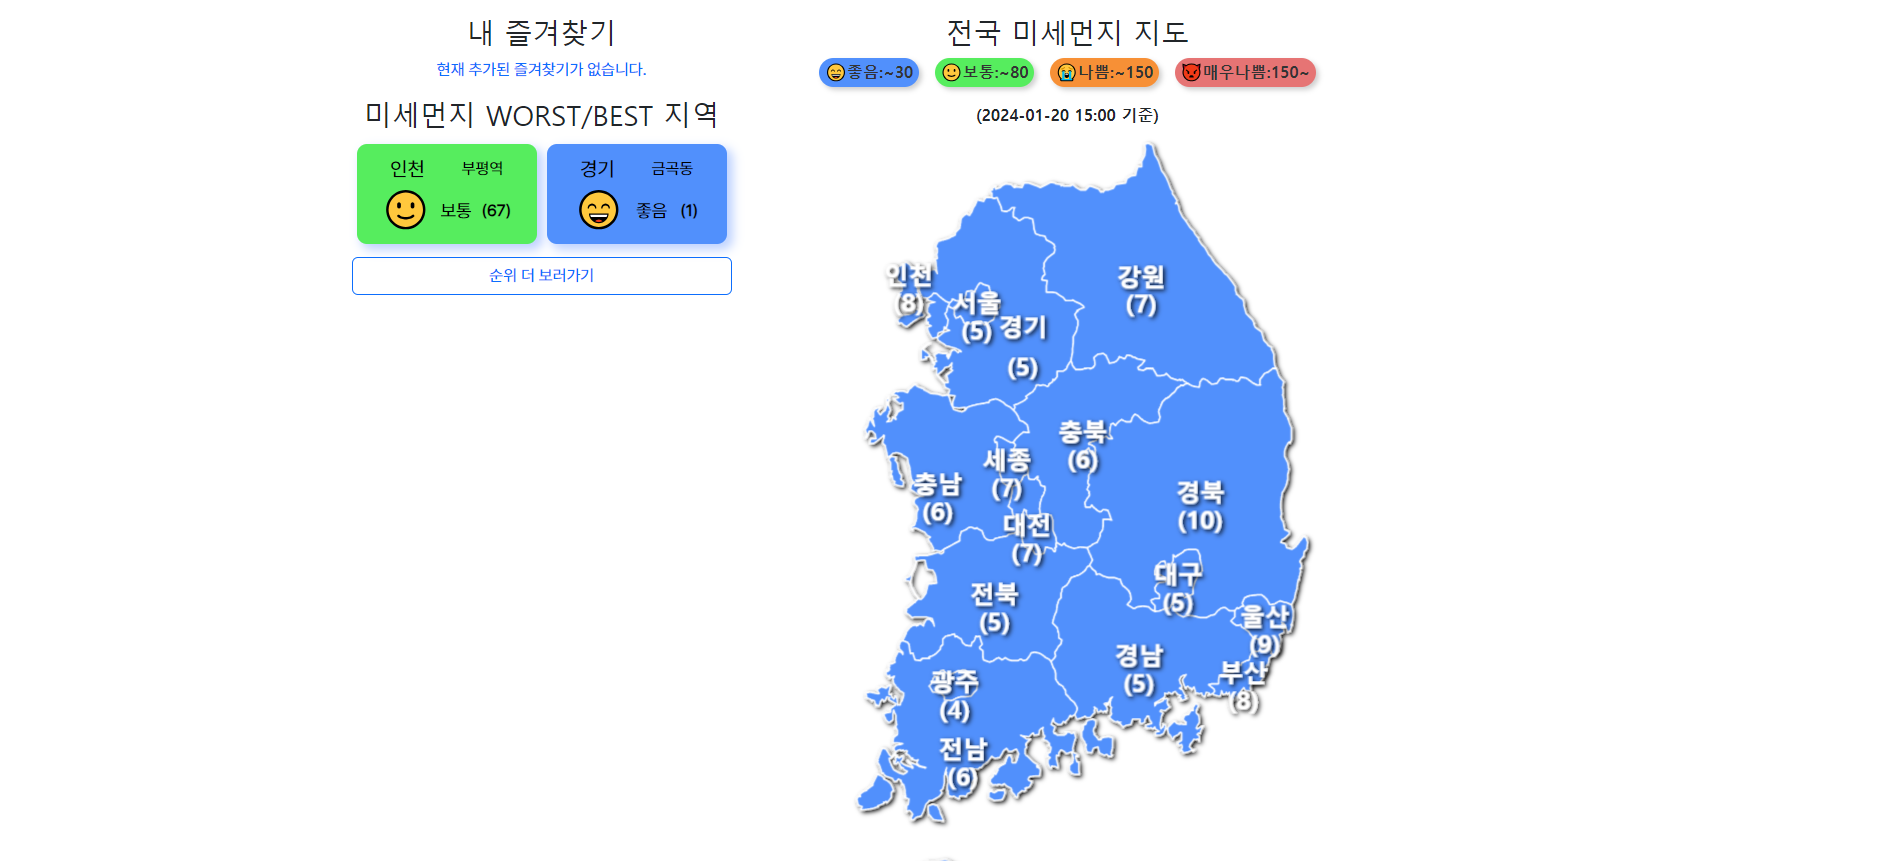 내 즐겨찾기
현재 추가된 즐겨찾기가 없습니다.
미세먼지 WORST/BEST 지역
인천 부평역
보통 (67)
경기 금곡동
좋음 (1)
순위 더 보러가기
전국 미세먼지 지도
좋음:~30 보통:~80 나쁨:~150 매우나쁨:150~
(2024-01-20 15:00 기준)
인천
(8)
서울
(5)
경기
(5)
강원
(7)
충북
(6)
세종
(7)
충남
(6)
대전
(7)
경북
(10)
대구
(5)
전북
(5)
울산
(9)
경남
(5)
부산
(8)
광주
(4)
전남
(6)